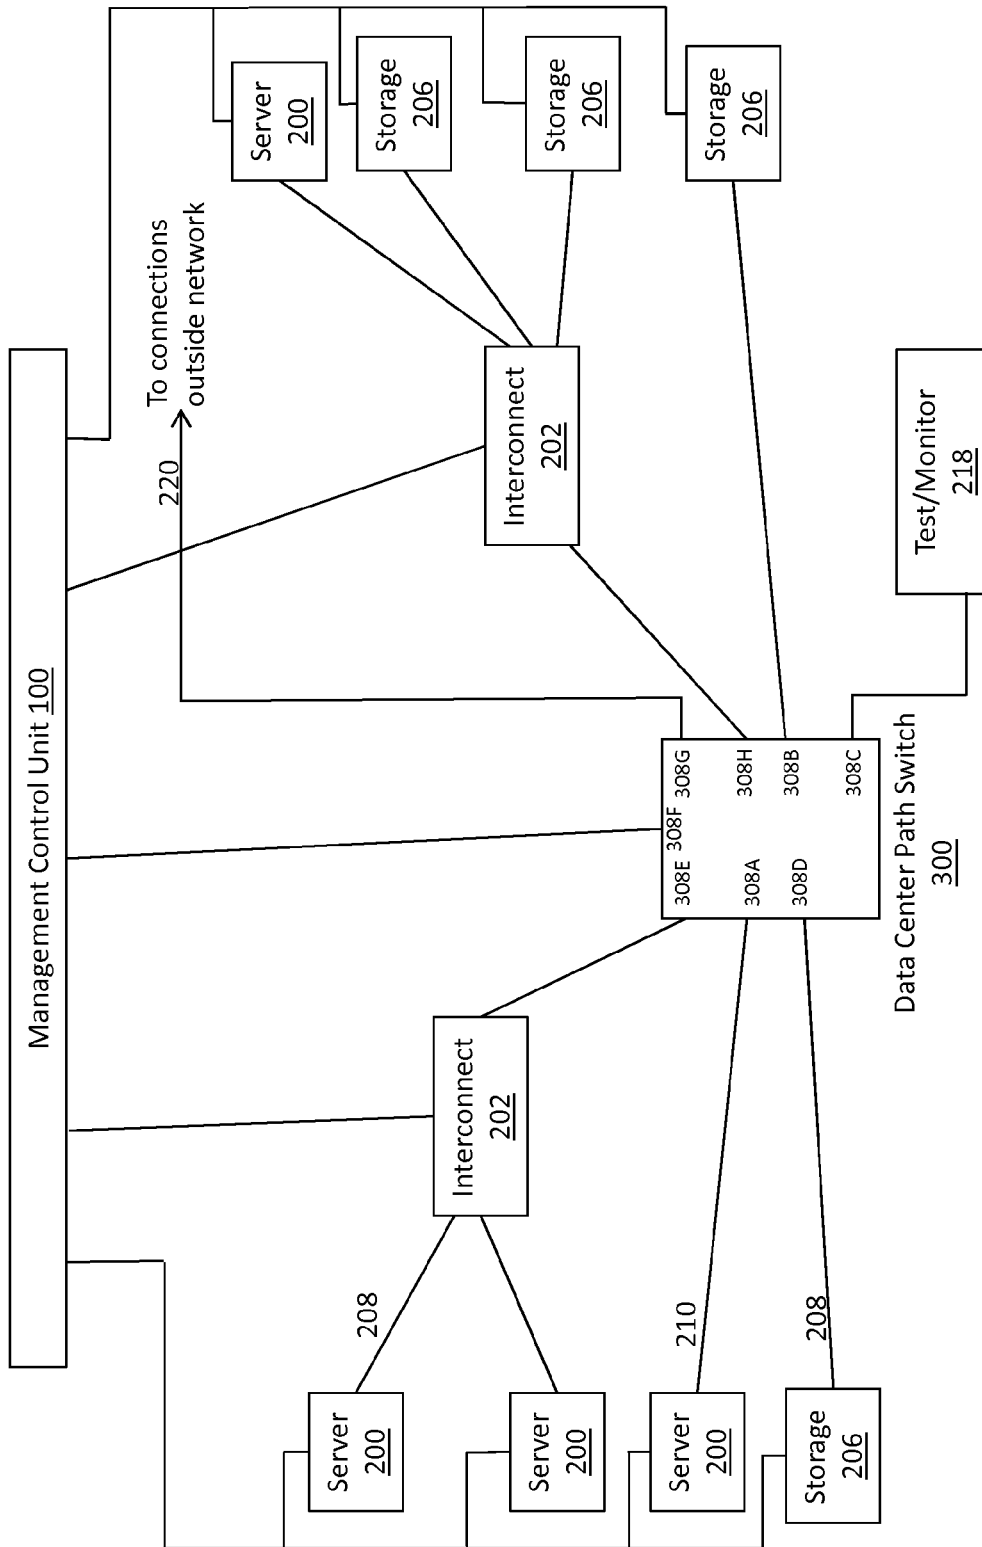 Management Control Unit 100
220
To connections
outside network
Server
200
208
Interconnect
202
Server
200
Server
200
210
Storage
206
208
308E
308F
308G
308A
308H
308D
308B
308C
Data Center Path Switch
300
Interconnect
202
Server
200
Storage
206
Storage
206
Storage
206
Test/Monitor
218